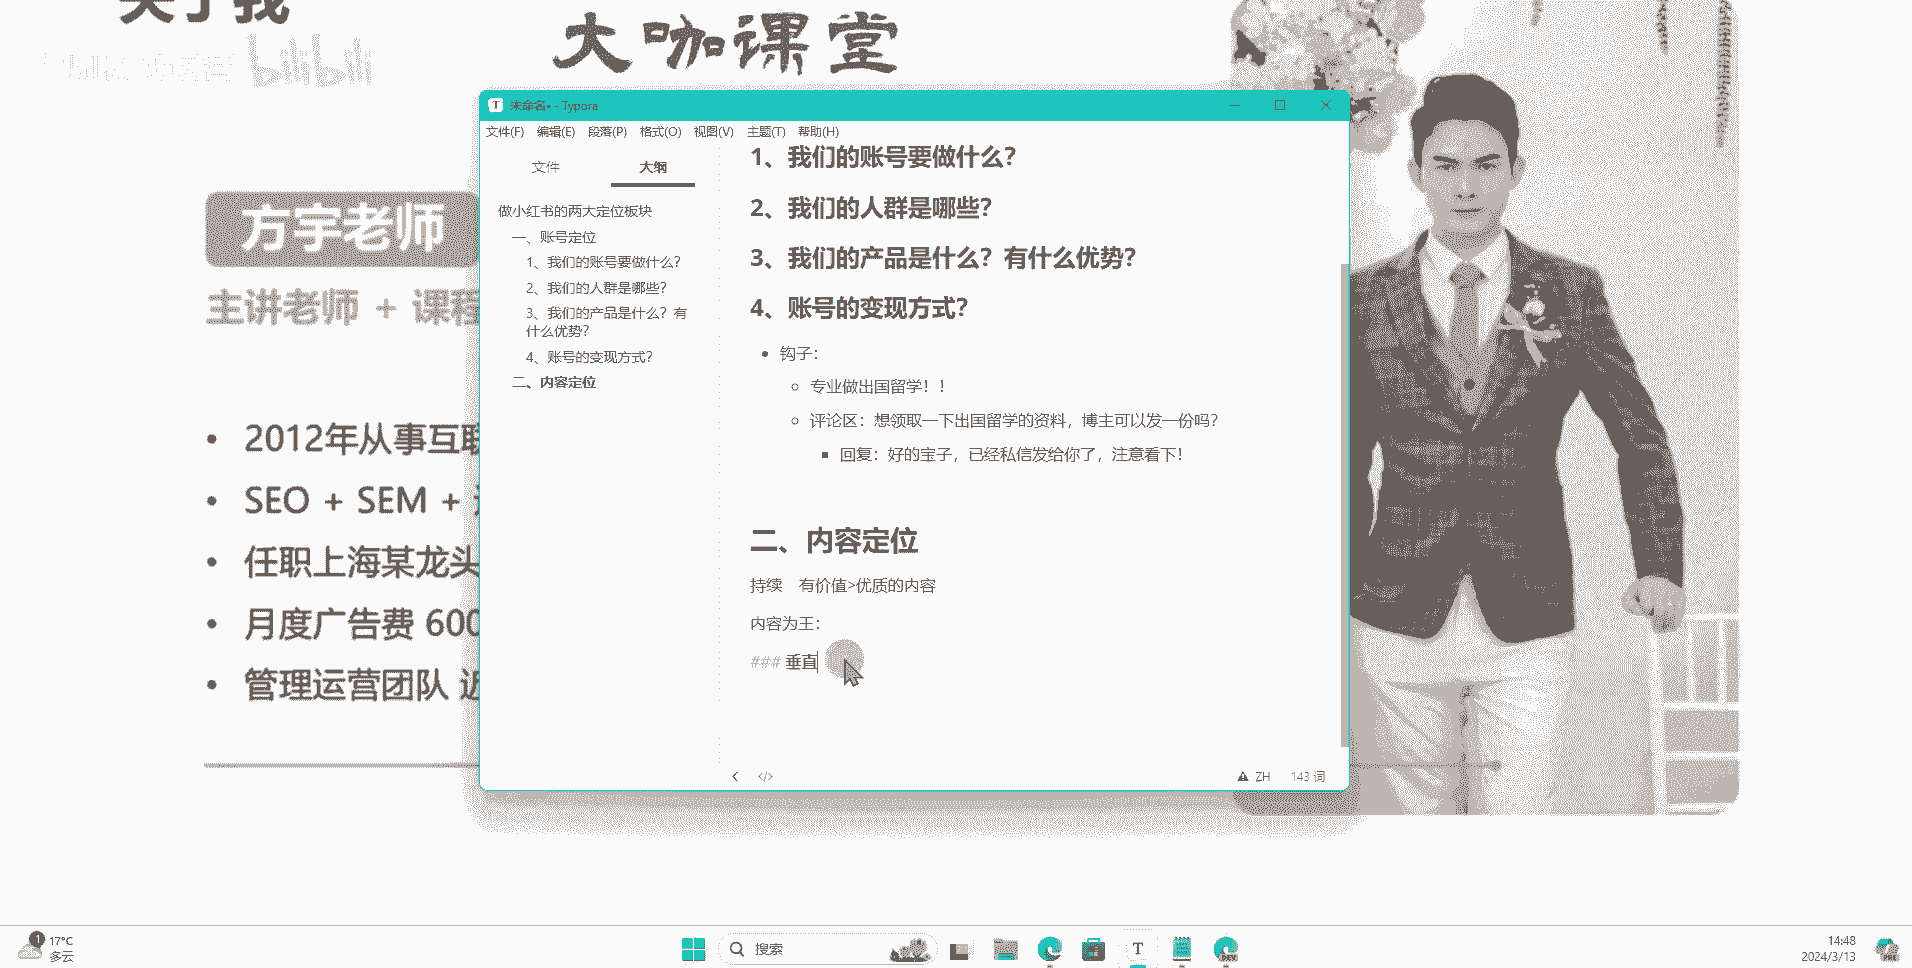 关于我
bilibili
大咖课堂
方宇老师
主讲老师 + 课程
2012年从事互联
SEO + SEM +
任职上海某龙头
月度广告费 600
管理运营团队 近
未命名• - Typora
文件(F) 编辑(E) 段落(P) 格式(O) 视图(V) 主题(T) 帮助(H)
文件 大纲
做小红书的两大定位板块
一、账号定位
1、我们的账号要做什么？
2、我们的人群是哪些？
3、我们的产品是什么？有
什么优势？
4、账号的变现方式？
二、内容定位
1、我们的账号要做什么？
2、我们的人群是哪些？
3、我们的产品是什么？有什么优势？
4、账号的变现方式？
钩子：
专业做出国留学！！
评论区：想领取一下出国留学的资料，博主可以发一份吗？
回复：好的宝子，已经私信发给你了，注意看下！
二、内容定位
持续 有价值>优质的内容
内容为王：
### 垂直
ZH 143 词
1 17°C
多云
搜索
T
DEV
14:48
2024/3/13
PRE